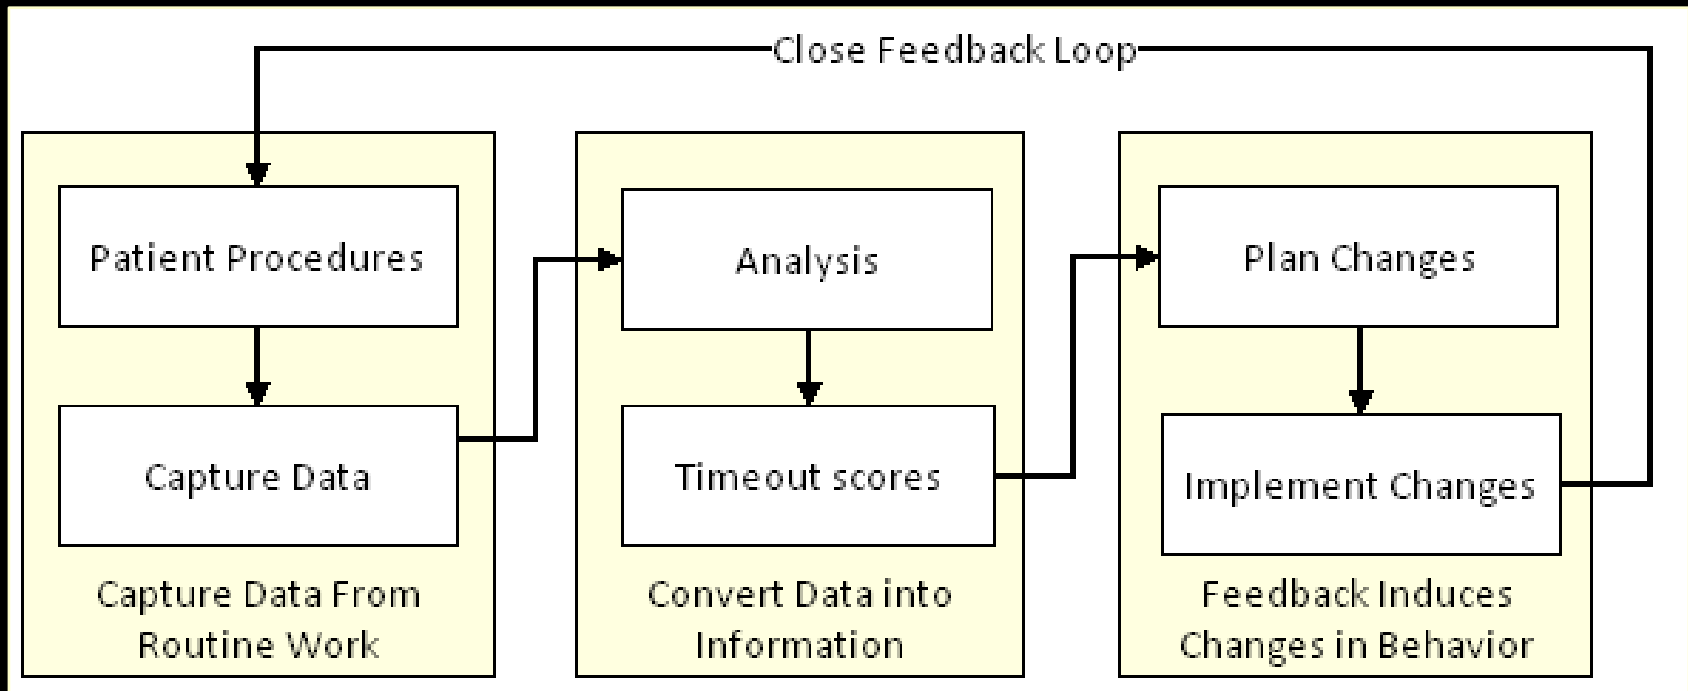 Close Feedback Loop
Patient Procedures
Capture Data
Capture Data From
Routine Work
Analysis
Timeout scores
Convert Data into
Information
Plan Changes
Implement Changes
Feedback Induces
Changes in Behavior